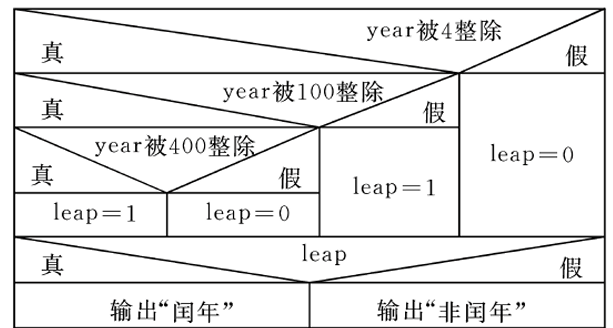 year被4整除
真 假
year被100整除
真 假
year被400整除
真 假
leap=0
leap=1
leap=1 leap=0
leap
真 假
输出“闰年” 输出“非闰年”